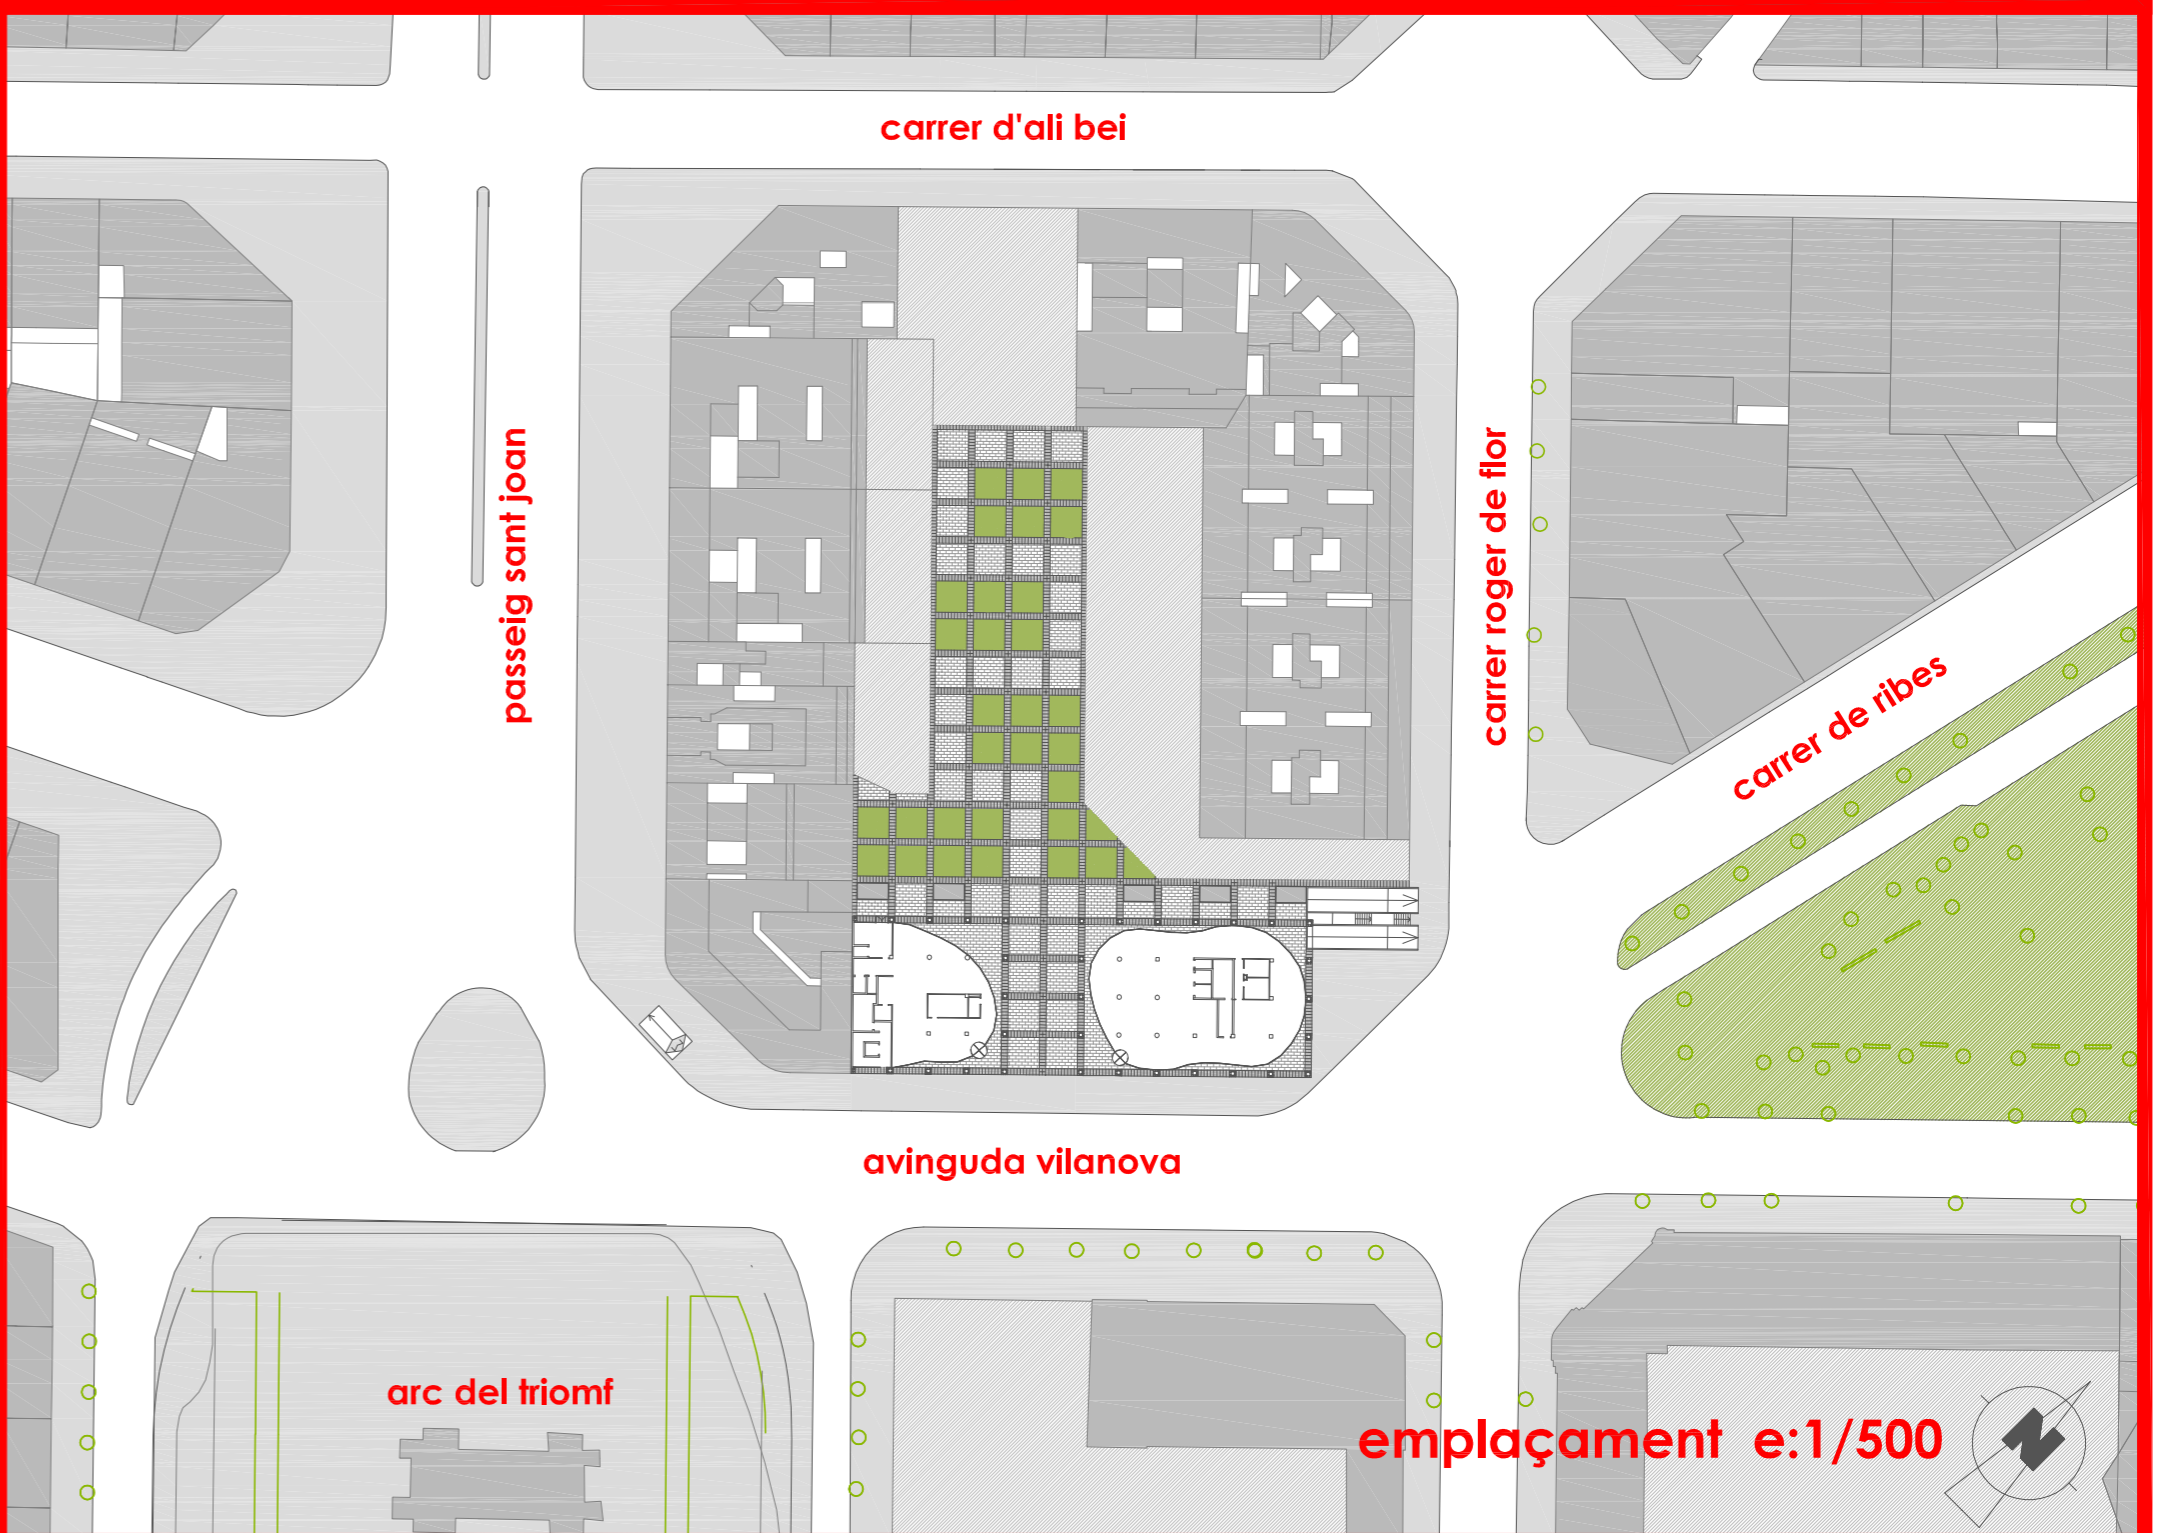 carrer d'ali bei
passeig sant joan
carrer roger de flor
carrer de ribes
avinguda vilanova
arc del triomf
emplaçament e:1/500
N